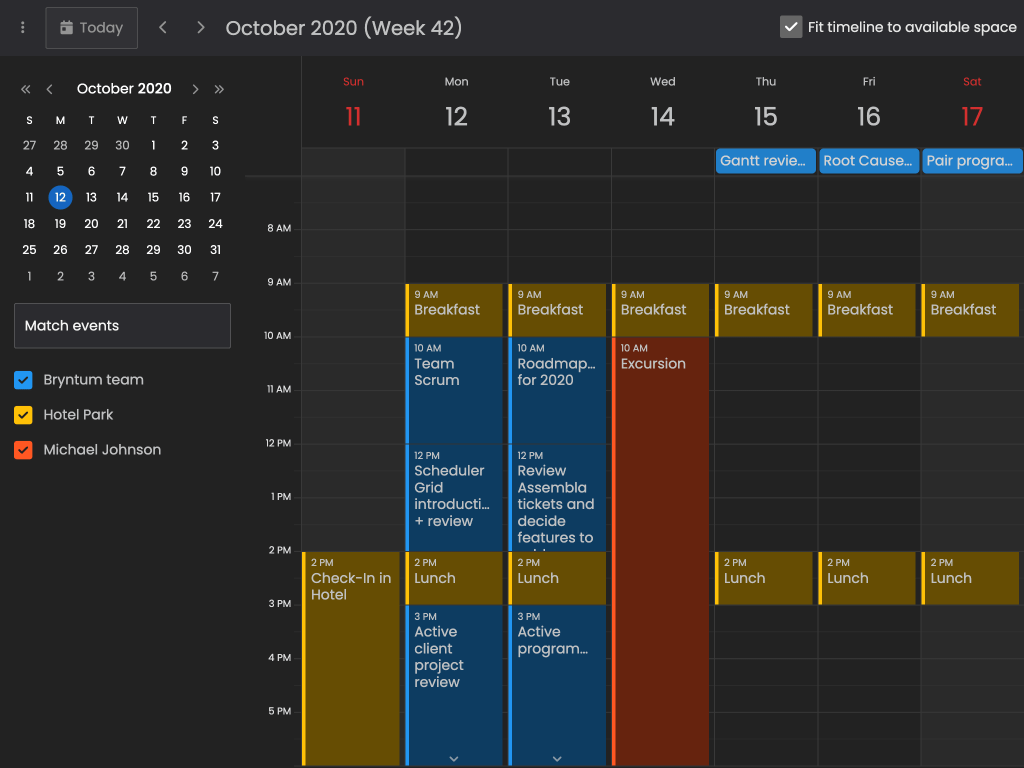 Today
October 2020 (Week 42)
Fit timeline to available space
October 2020
S M T W T F S
27 28 29 30 1 2 3
4 5 6 7 8 9 10
11 12 13 14 15 16 17
18 19 20 21 22 23 24
25 26 27 28 29 30 31
1 2 3 4 5 6 7
Match events
Bryntum team
Hotel Park
Michael Johnson
Sun Mon Tue Wed Thu Fri Sat
11 12 13 14 15 16 17
Gantt revie... Root Cause... Pair progra...
8 AM
9 AM
10 AM
11 AM
12 PM
1 PM
2 PM
3 PM
4 PM
5 PM
2 PM
Check-In in
Hotel
9 AM
Breakfast
10 AM
Team
Scrum
12 PM
Scheduler
Grid
introducti...
+ review
2 PM
Lunch
3 PM
Active
client
project
review
9 AM
Breakfast
10 AM
Roadmap...
for 2020
12 PM
Review
Assembla
tickets and
decide
features to
2 PM
Lunch
3 PM
Active
program...
9 AM
Breakfast
10 AM
Excursion
9 AM
Breakfast
2 PM
Lunch
9 AM
Breakfast
2 PM
Lunch
9 AM
Breakfast
2 PM
Lunch